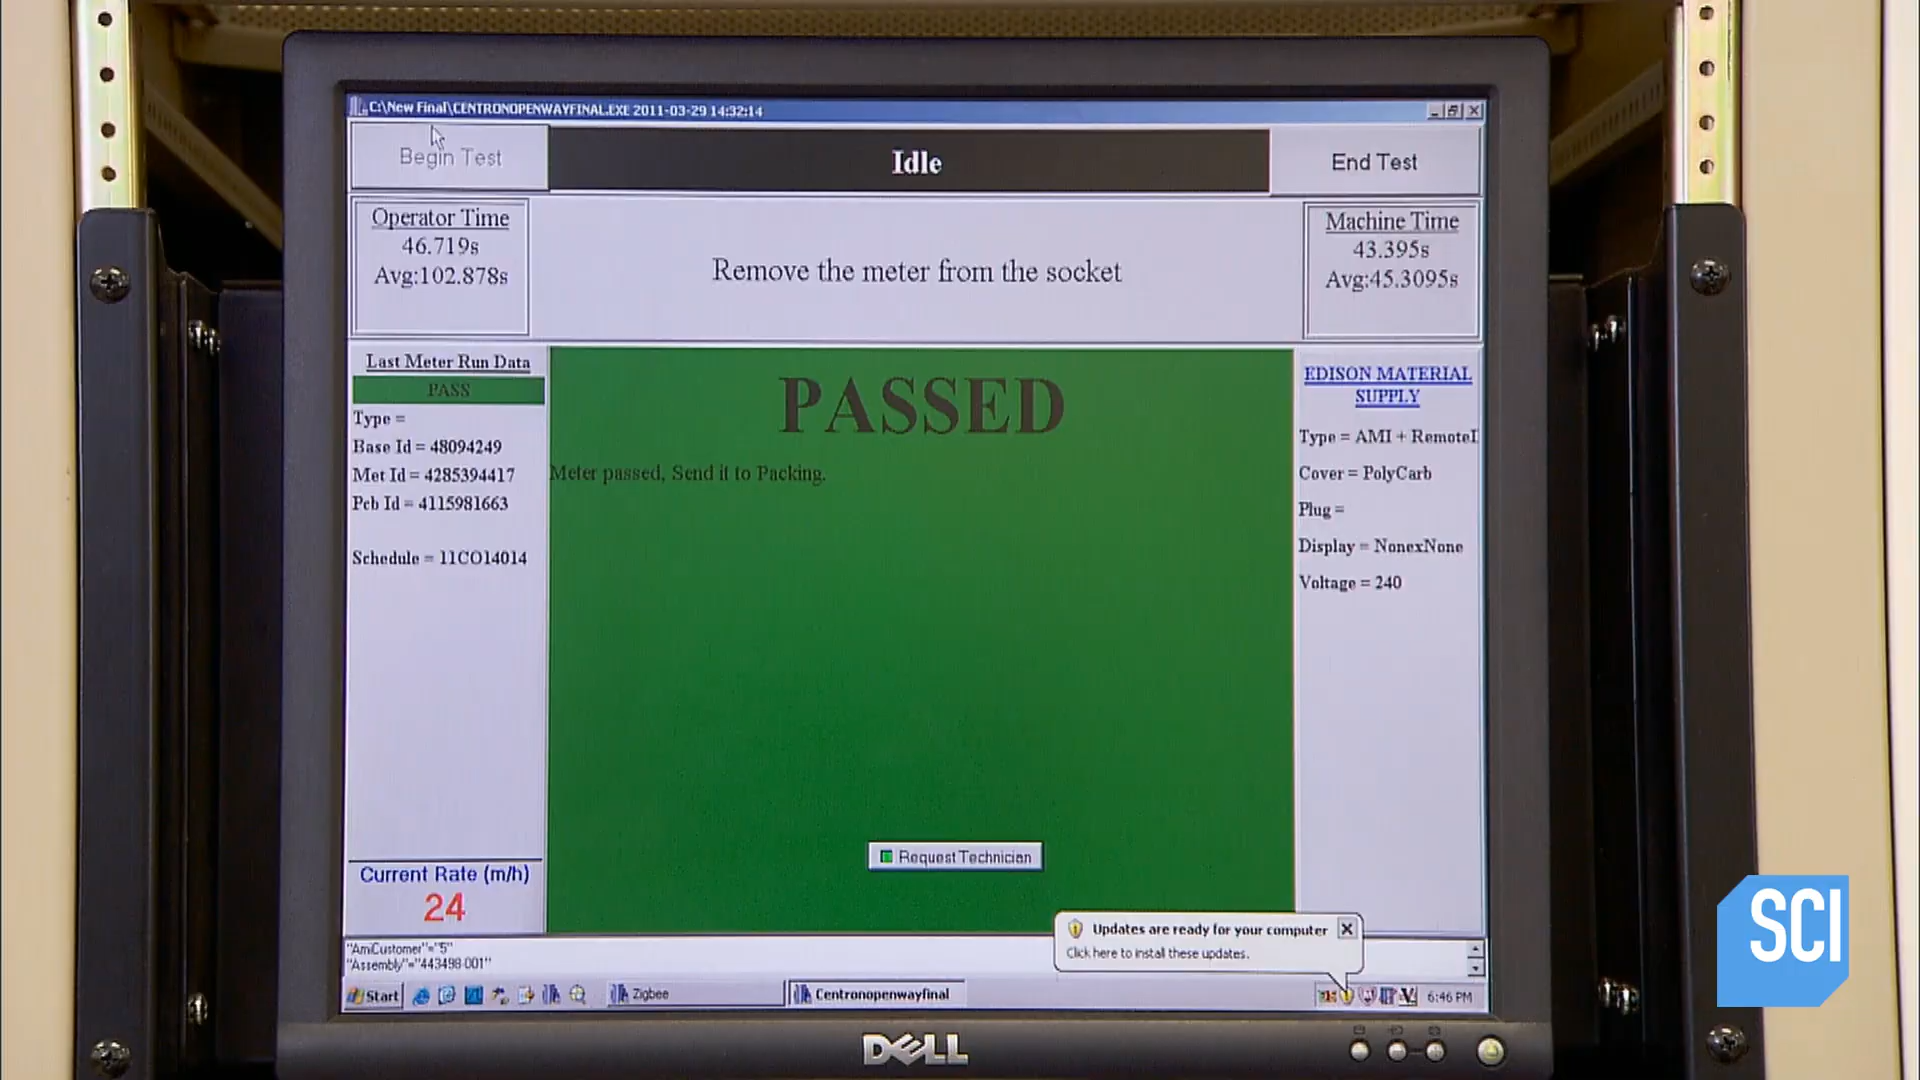 C:\New Final\CENTRONOPENWAYFINAL.EXE 2011-03-29 14:32:14
Begin Test
Idle
End Test
Operator Time
46.719s
Avg:102.878s
Remove the meter from the socket
Machine Time
43.395s
Avg:45.3095s
Last Meter Run Data
PASS
Type =
Base Id = 48094249
Met Id = 4285394417
Pcb Id = 4115981663
Schedule = 11CO14014
PASSED
Meter passed, Send it to Packing.
EDISON MATERIAL
SUPPLY
Type = AMI + RemoteI
Cover = PolyCarb
Plug =
Display = NonexNone
Voltage = 240
Request Technician
Current Rate (m/h)
24
Updates are ready for your computer
Click here to install these updates.
"AmiCustomer"="5"
"Assembly"="443498-001"
Start
Zigbee
Centronopenwayfinal
6:46 PM
DELL
SCI